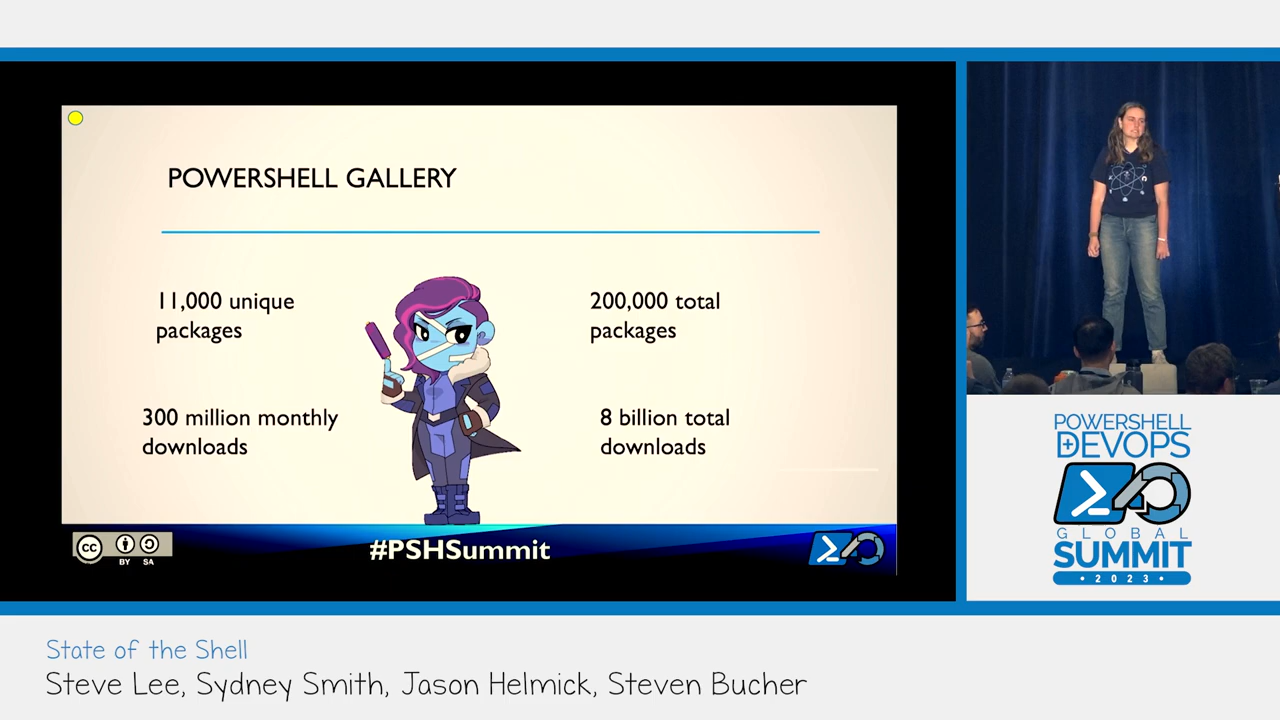 POWERSHELL GALLERY
11,000 unique
packages
200,000 total
packages
300 million monthly
downloads
8 billion total
downloads
cc
BY SA
#PSHSummit
POWERSHELL
+DEVOPS
GLOBAL
SUMMIT
• 2023 •
State of the Shell
Steve Lee, Sydney Smith, Jason Helmick, Steven Bucher